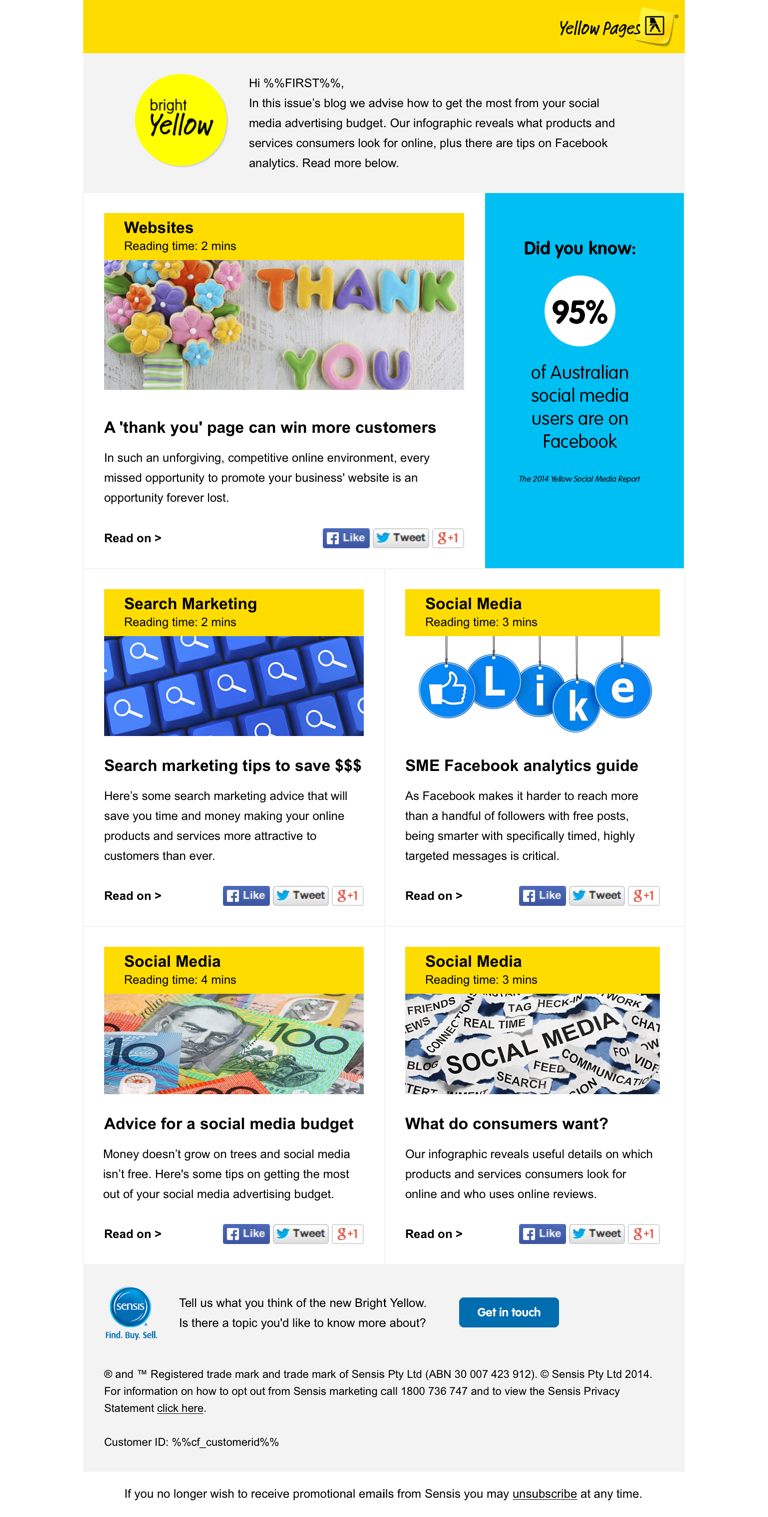 Yellow Pages ®
bright
Yellow
Hi %%FIRST%%,
In this issue’s blog we advise how to get the most from your social
media advertising budget. Our infographic reveals what products and
services consumers look for online, plus there are tips on Facebook
analytics. Read more below.
Websites
Reading time: 2 mins
THANK
YOU
A 'thank you' page can win more customers
In such an unforgiving, competitive online environment, every
missed opportunity to promote your business' website is an
opportunity forever lost.
Read on > Like Tweet g+1
Did you know:
95%
of Australian
social media
users are on
Facebook
The 2014 Yellow Social Media Report
Search Marketing
Reading time: 2 mins
Search marketing tips to save $$$
Here’s some search marketing advice that will
save you time and money making your online
products and services more attractive to
customers than ever.
Read on > Like Tweet g+1
Social Media
Reading time: 3 mins
Like
SME Facebook analytics guide
As Facebook makes it harder to reach more
than a handful of followers with free posts,
being smarter with specifically timed, highly
targeted messages is critical.
Read on > Like Tweet g+1
Social Media
Reading time: 4 mins
10
100
Advice for a social media budget
Money doesn’t grow on trees and social media
isn’t free. Here's some tips on getting the most
out of your social media advertising budget.
Read on > Like Tweet g+1
Social Media
Reading time: 3 mins
FRIENDS
TAG
HECK-IN
WORK
EWS
CONNEC
REAL TIME
SOCIAL MEDIA
CHAT
BLOG
FEED
FOL
OW
VIDE
SEARCH
COMMUNICATIO
TERT
SION
What do consumers want?
Our infographic reveals useful details on which
products and services consumers look for
online and who uses online reviews.
Read on > Like Tweet g+1
sensis
Find. Buy. Sell.
Tell us what you think of the new Bright Yellow.
Is there a topic you'd like to know more about?
Get in touch
® and ™ Registered trade mark and trade mark of Sensis Pty Ltd (ABN 30 007 423 912). © Sensis Pty Ltd 2014.
For information on how to opt out from Sensis marketing call 1800 736 747 and to view the Sensis Privacy
Statement click here.
Customer ID: %%cf_customerid%%
If you no longer wish to receive promotional emails from Sensis you may unsubscribe at any time.